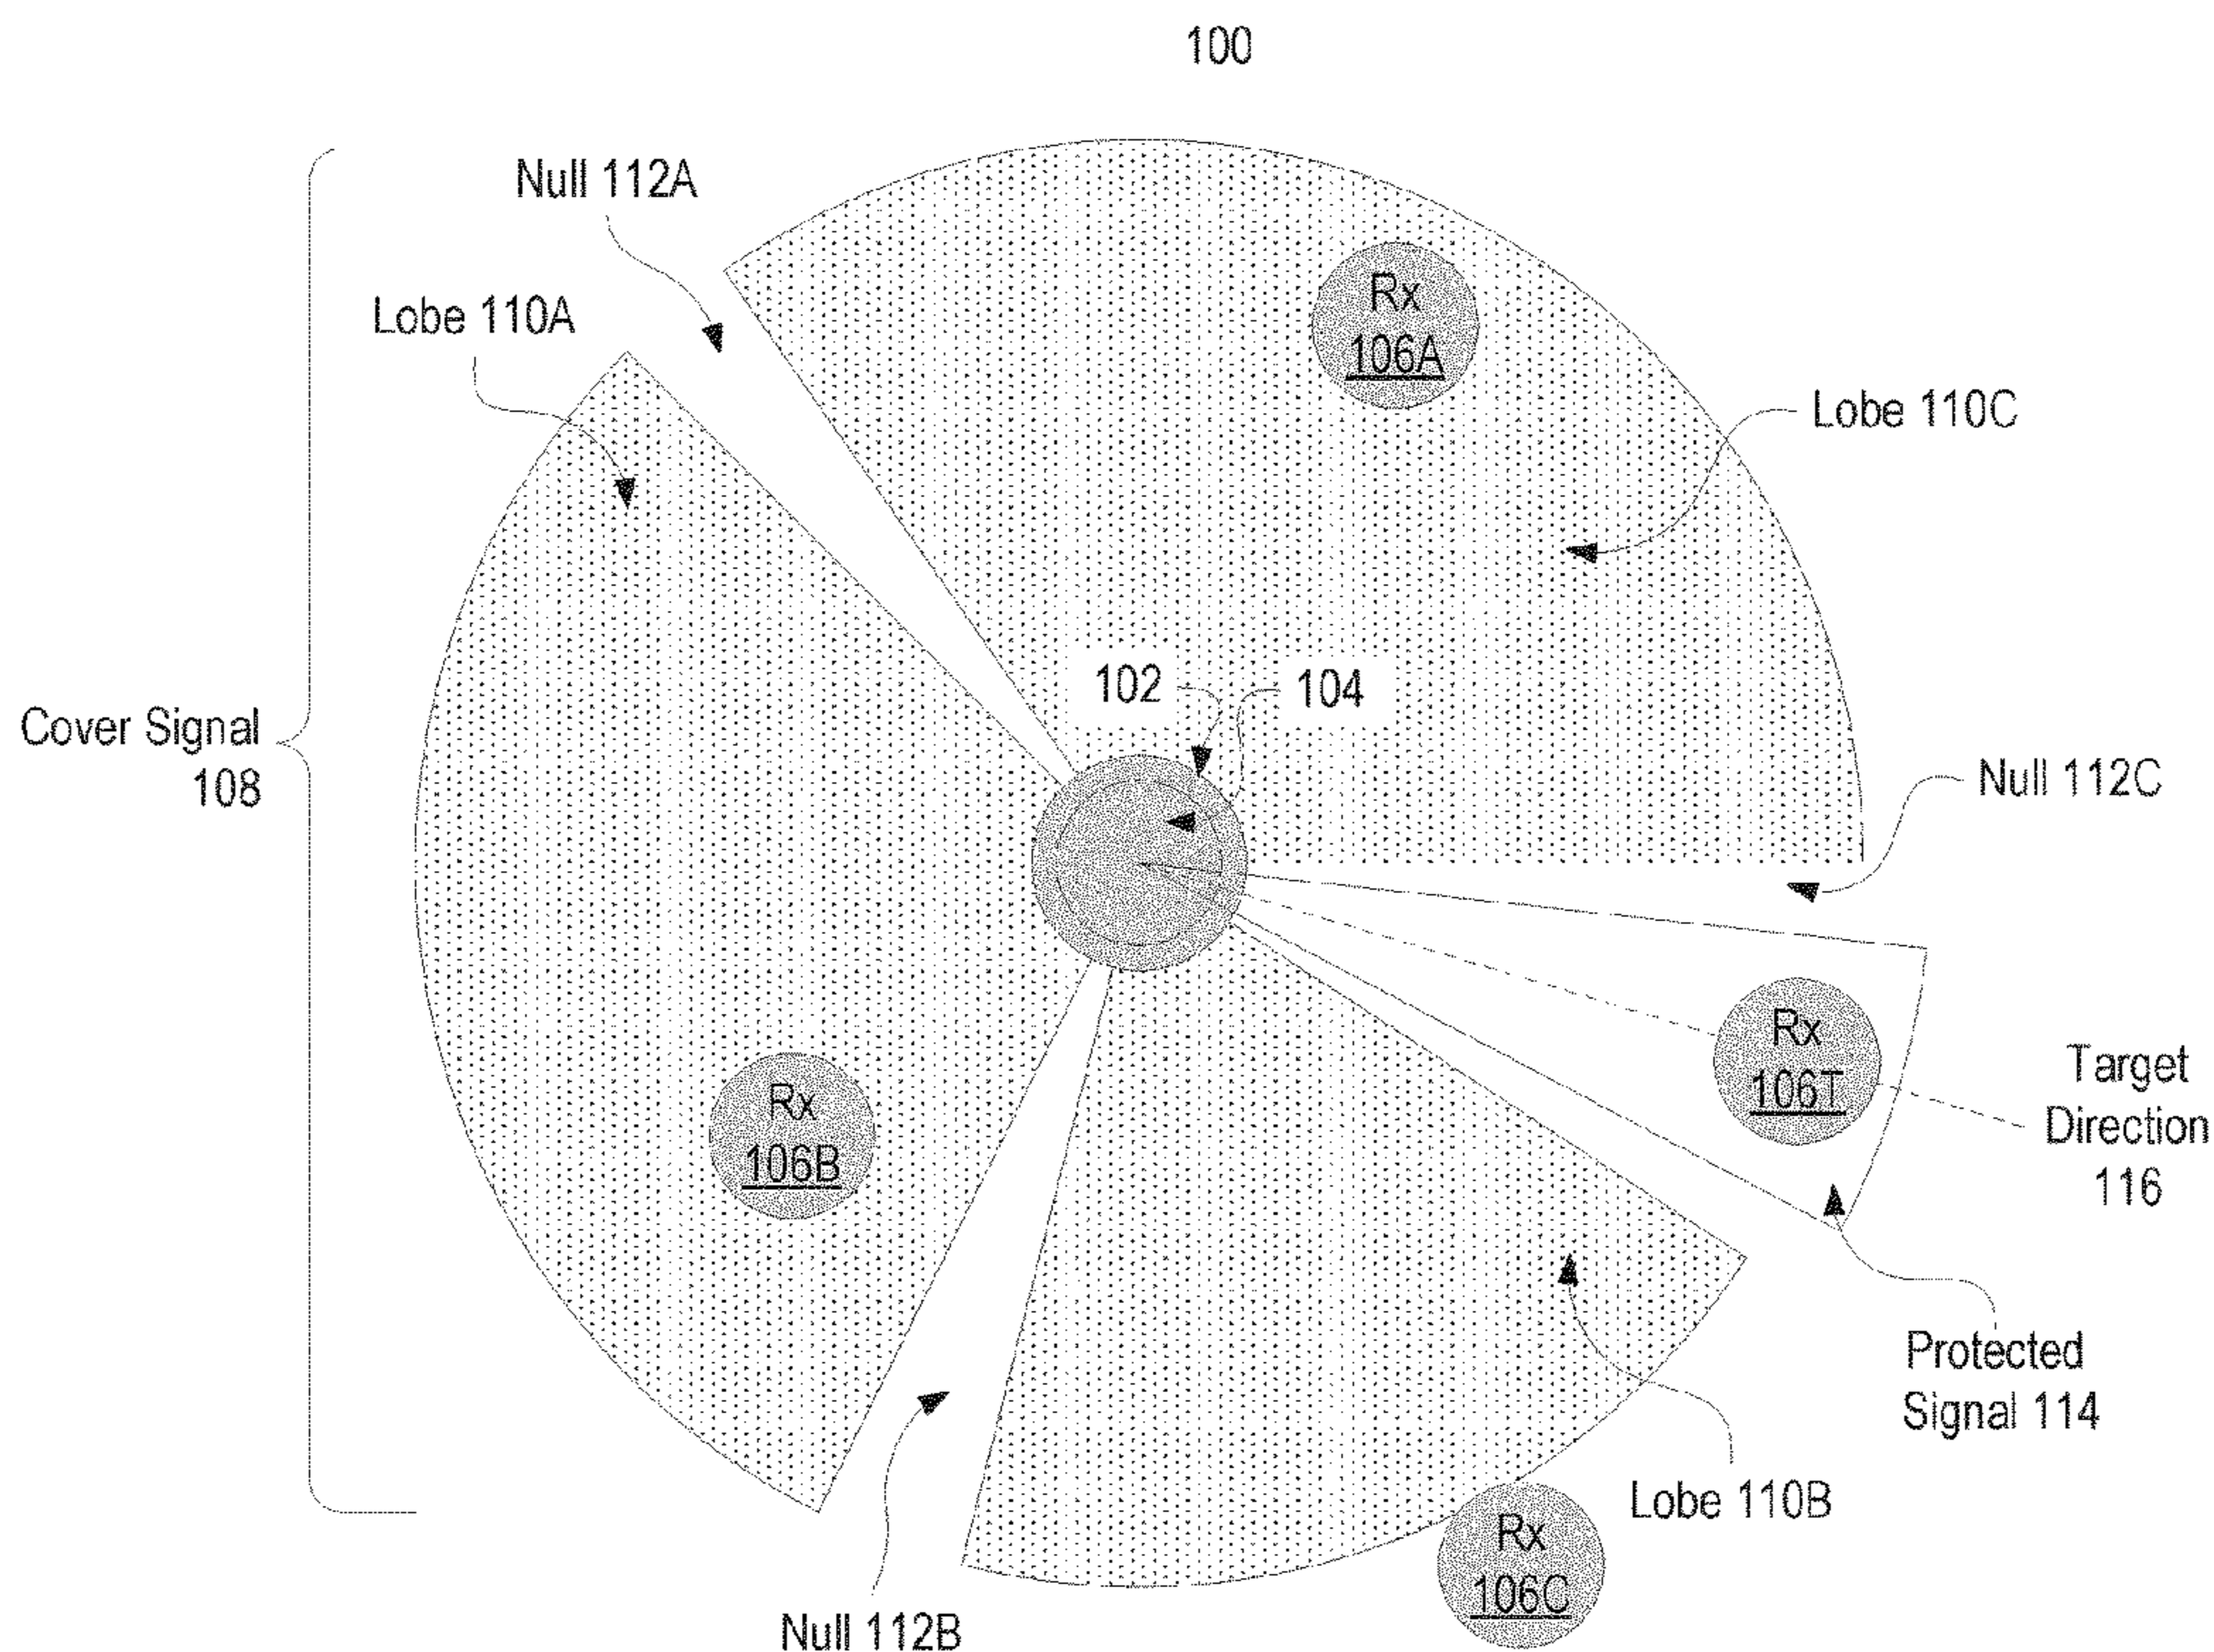 100
Null 112A
Lobe 110A
Rx
106A
Lobe 110C
102
104
Cover Signal
108
Null 112C
Rx
106T
Target
Direction
116
Rx
106B
Protected
Signal 114
Lobe 110B
Rx
106C
Null 112B